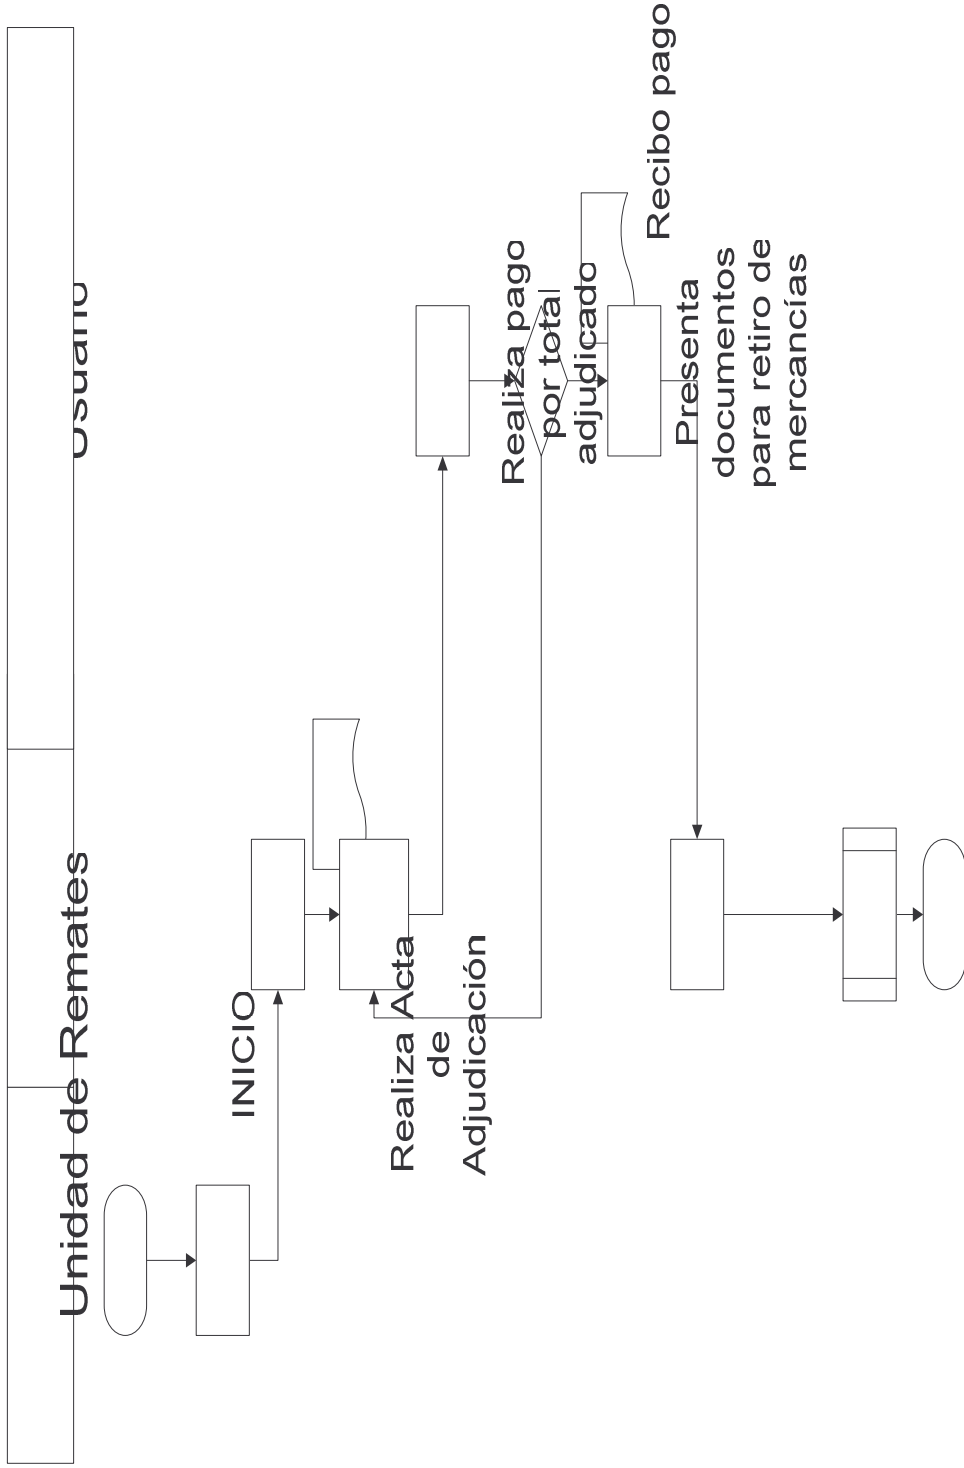 Unidad de Remates
Usuario
INICIO
Realiza Acta
de
Adjudicación
Realiza pago
por total
adjudicado
Recibo pago
Presenta
documentos
para retiro de
mercancías